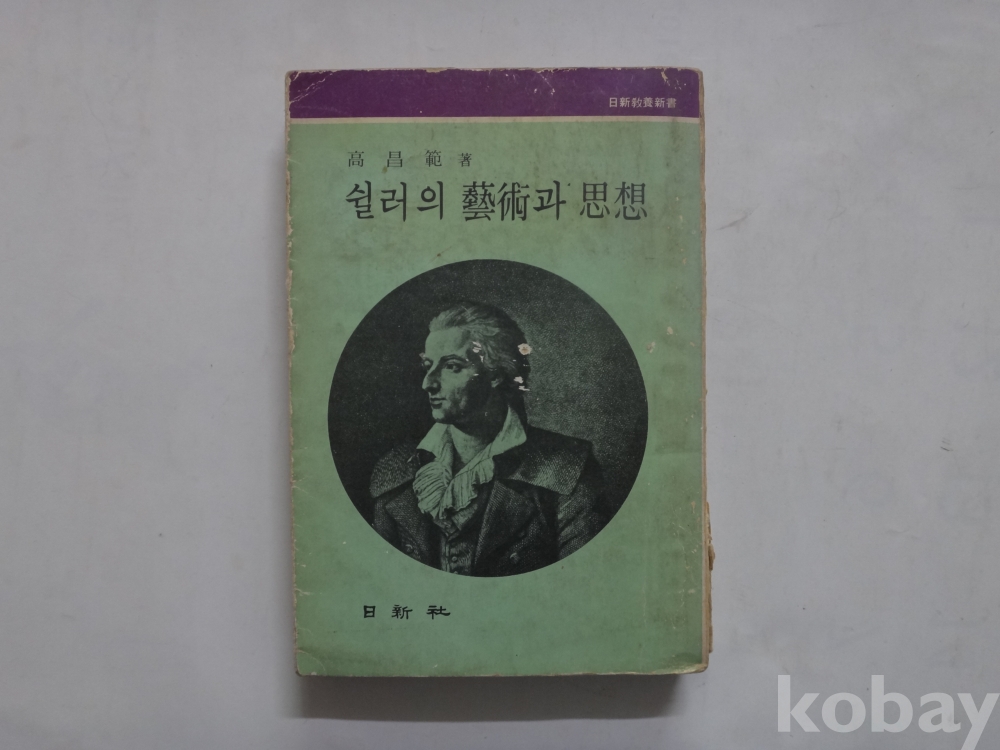 日新敎養新書
高昌範 著
쉴러의 藝術과 思想
日新社
kobay